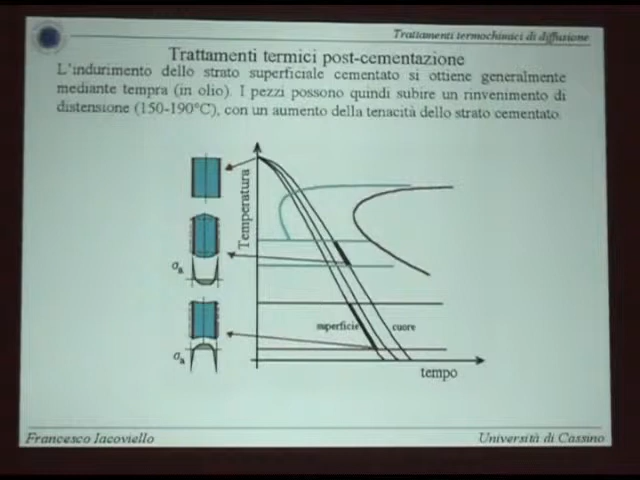 Trattamenti termochimici di diffusione
Trattamenti termici post-cementazione
L'indurimento dello strato superficiale cementato si ottiene generalmente
mediante tempra (in olio). I pezzi possono quindi subire un rinvenimento di
distensione (150-190°C), con un aumento della tenacità dello strato cementato.
Temperatura
σa
superficie
cuore
σa
tempo
Francesco Iacoviello
Università di Cassino